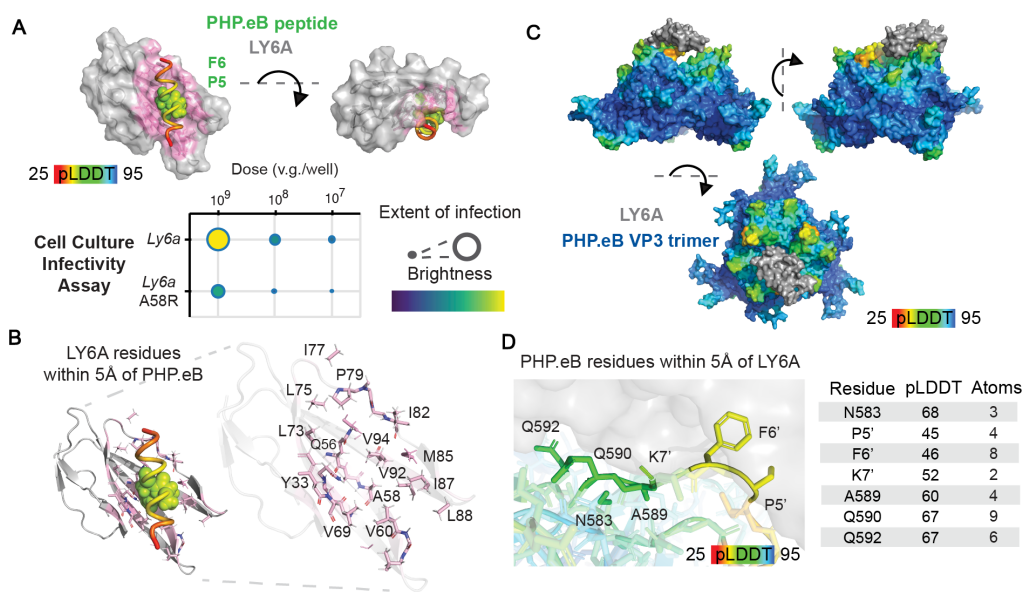 A
PHP.eB peptide
LY6A
F6
P5
25 pLDDT 95
Dose (v.g./well)
10⁹ 10⁸ 10⁷
Cell Culture
Infectivity
Assay
Ly6a
Ly6a
A58R
Extent of infection
Brightness
B
LY6A residues
within 5Å of PHP.eB
I77
P79
L75
I82
L73
Q56
V94
M85
Y33
V92
I87
A58
L88
V69
V60
C
LY6A
PHP.eB VP3 trimer
25 pLDDT 95
D
PHP.eB residues within 5Å of LY6A
Q592
Q590
K7’
F6’
P5’
N583
A589
25 pLDDT 95
Residue pLDDT Atoms
N583 68 3
P5’ 45 4
F6’ 46 8
K7’ 52 2
A589 60 4
Q590 67 9
Q592 67 6